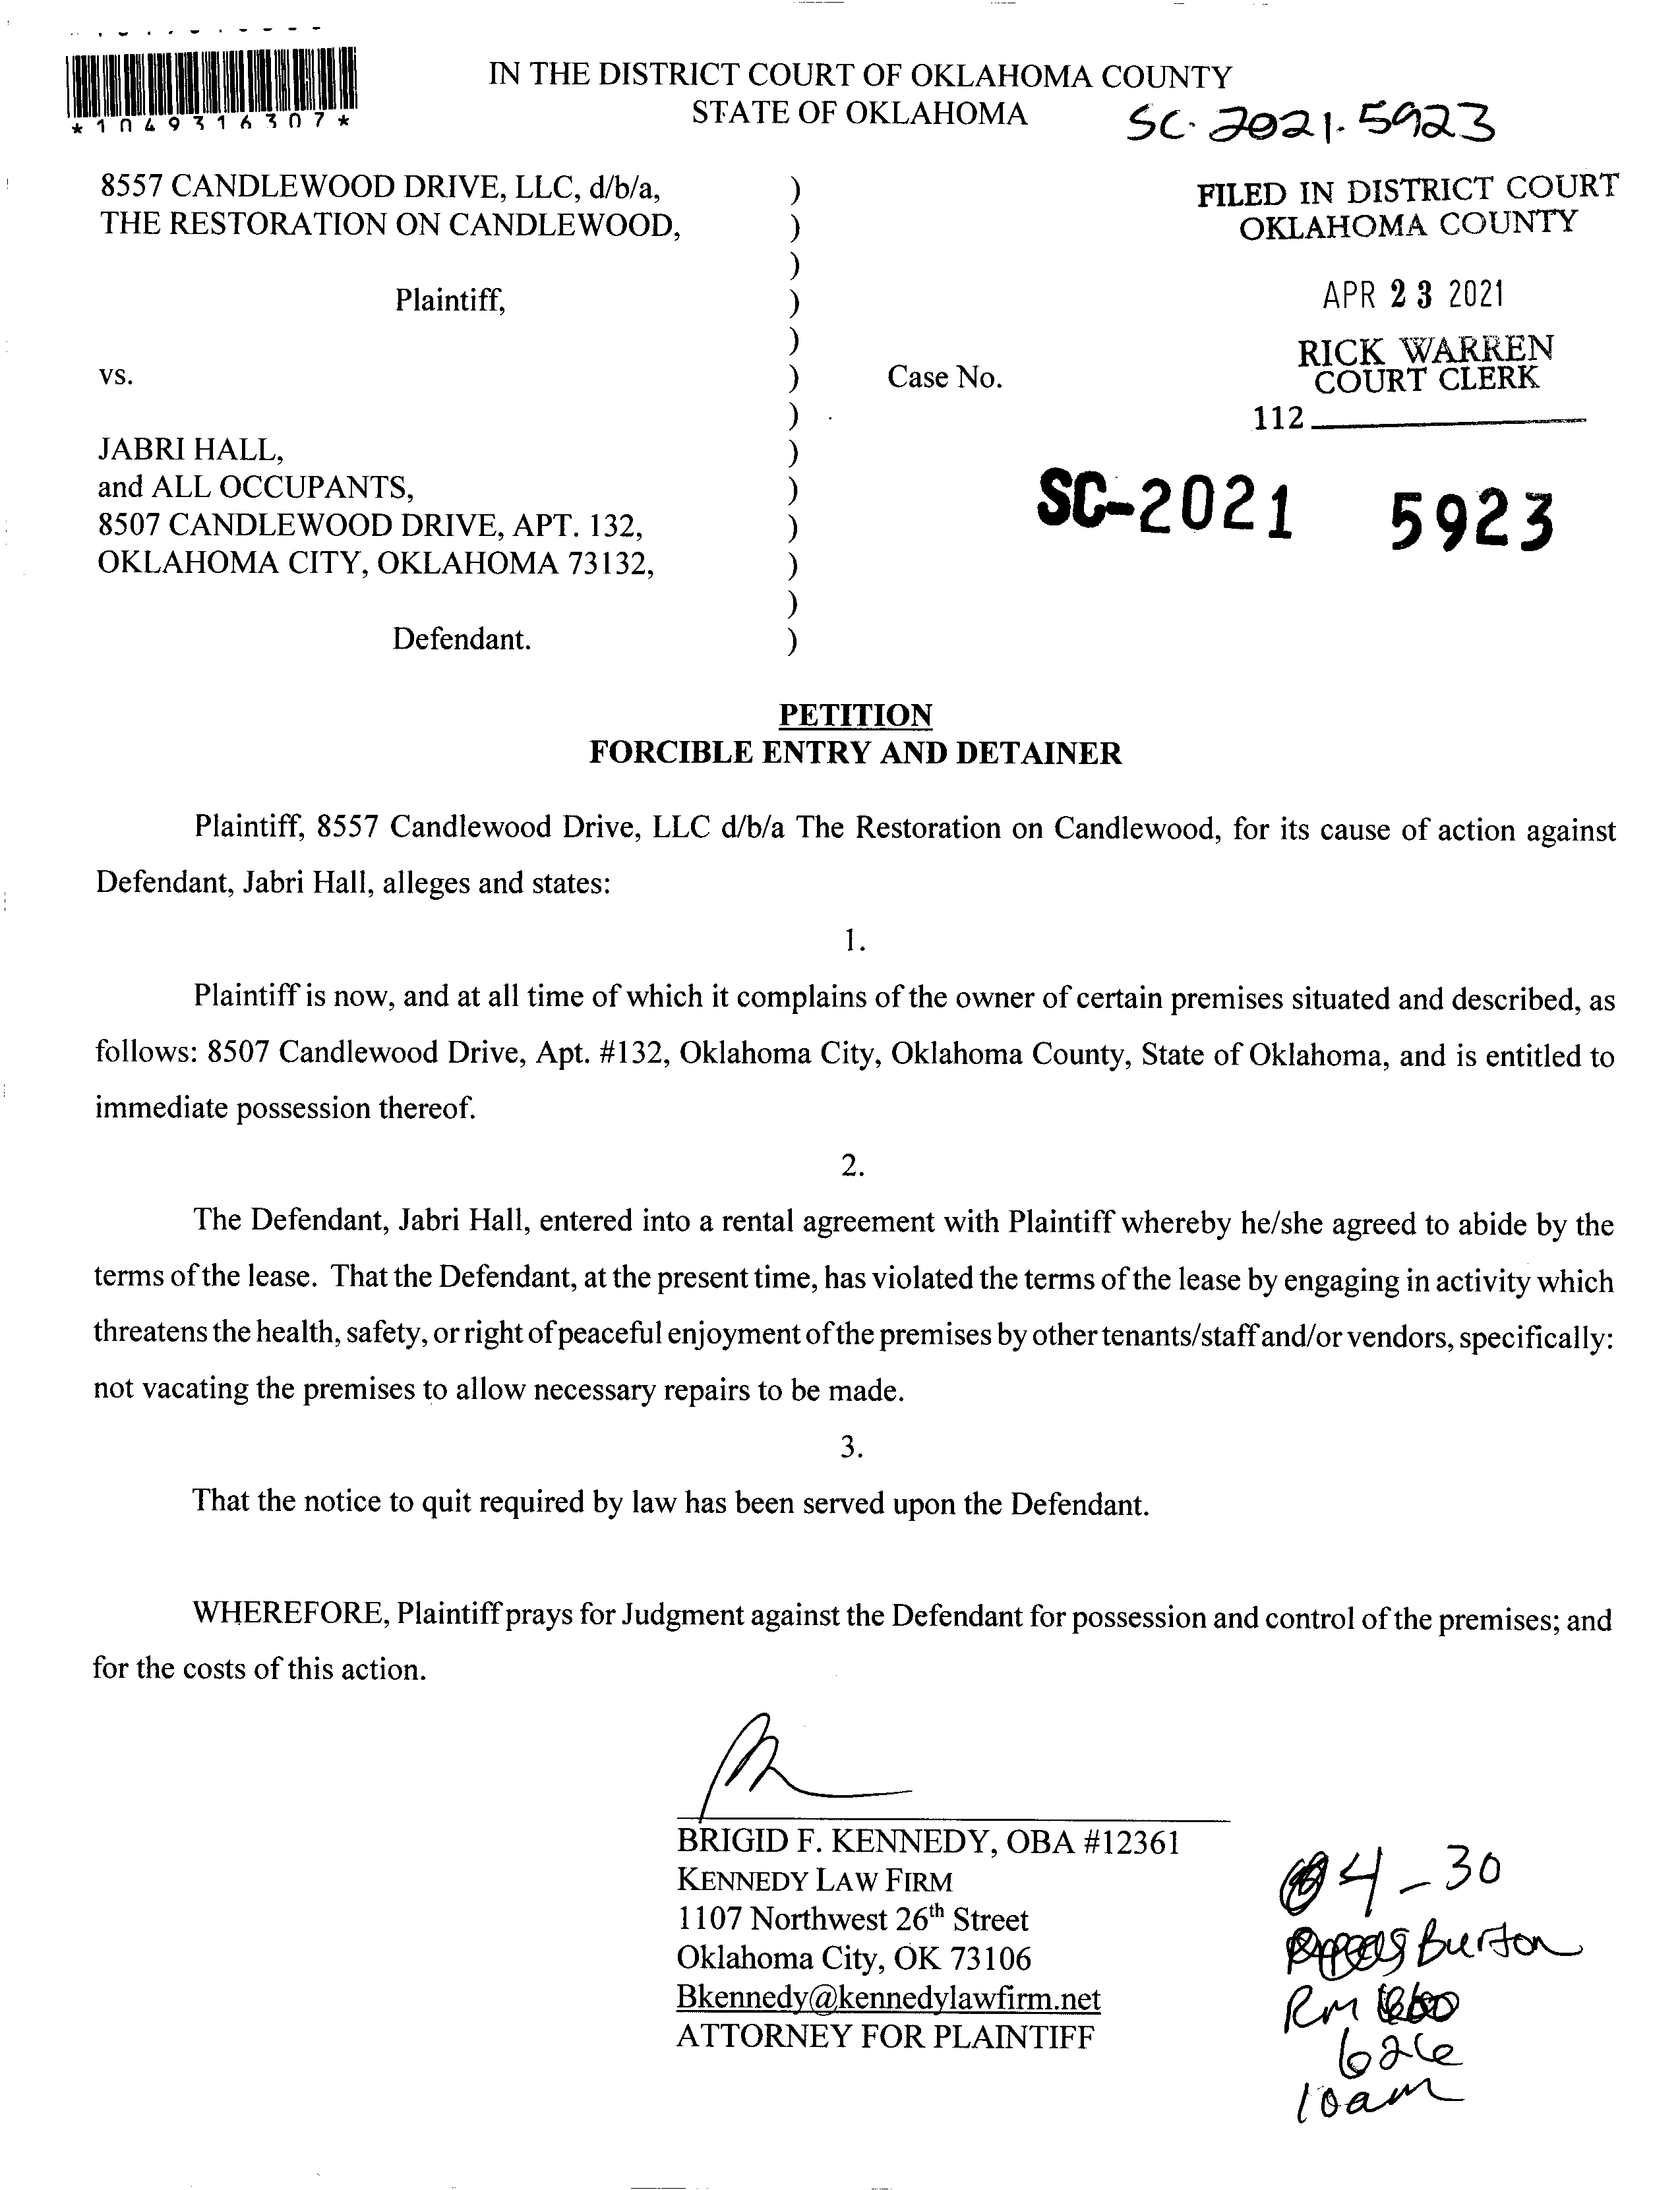 *1049316307*
IN THE DISTRICT COURT OF OKLAHOMA COUNTY
STATE OF OKLAHOMA
SC-2021-5923
8557 CANDLEWOOD DRIVE, LLC, d/b/a, )
THE RESTORATION ON CANDLEWOOD, )
)
Plaintiff, )
)
vs. ) Case No.
)
JABRI HALL, )
and ALL OCCUPANTS, )
8507 CANDLEWOOD DRIVE, APT. 132, )
OKLAHOMA CITY, OKLAHOMA 73132, )
)
Defendant. )
FILED IN DISTRICT COURT
OKLAHOMA COUNTY
APR 23 2021
RICK WARREN
COURT CLERK
112
SC-2021 5923
PETITION
FORCIBLE ENTRY AND DETAINER
Plaintiff, 8557 Candlewood Drive, LLC d/b/a The Restoration on Candlewood, for its cause of action against
Defendant, Jabri Hall, alleges and states:
1.
Plaintiff is now, and at all time of which it complains of the owner of certain premises situated and described, as
follows: 8507 Candlewood Drive, Apt. #132, Oklahoma City, Oklahoma County, State of Oklahoma, and is entitled to
immediate possession thereof.
2.
The Defendant, Jabri Hall, entered into a rental agreement with Plaintiff whereby he/she agreed to abide by the
terms of the lease. That the Defendant, at the present time, has violated the terms of the lease by engaging in activity which
threatens the health, safety, or right of peaceful enjoyment of the premises by other tenants/staff and/or vendors, specifically:
not vacating the premises to allow necessary repairs to be made.
3.
That the notice to quit required by law has been served upon the Defendant.
WHEREFORE, Plaintiff prays for Judgment against the Defendant for possession and control of the premises; and
for the costs of this action.
BRIGID F. KENNEDY, OBA #12361
KENNEDY LAW FIRM
1107 Northwest 26th Street
Oklahoma City, OK 73106
Bkennedy@kennedylawfirm.net
ATTORNEY FOR PLAINTIFF
4-30
Burton
Rm
626
10am